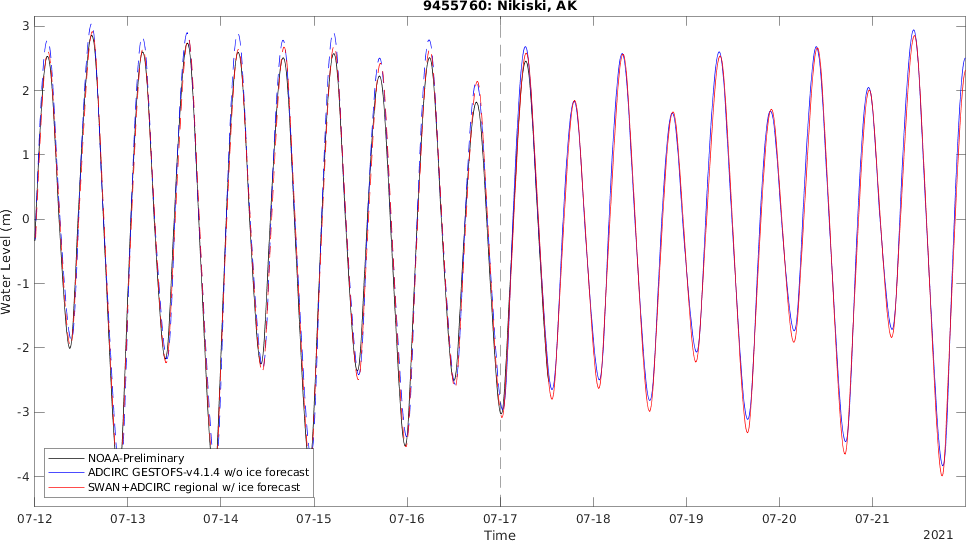 9455760: Nikiski, AK
3
2
1
0
-1
-2
-3
-4
Water Level (m)
NOAA-Preliminary
ADCIRC GESTOFS-v4.1.4 w/o ice forecast
SWAN+ADCIRC regional w/ ice forecast
07-12 07-13 07-14 07-15 07-16 07-17 07-18 07-19 07-20 07-21
Time
2021